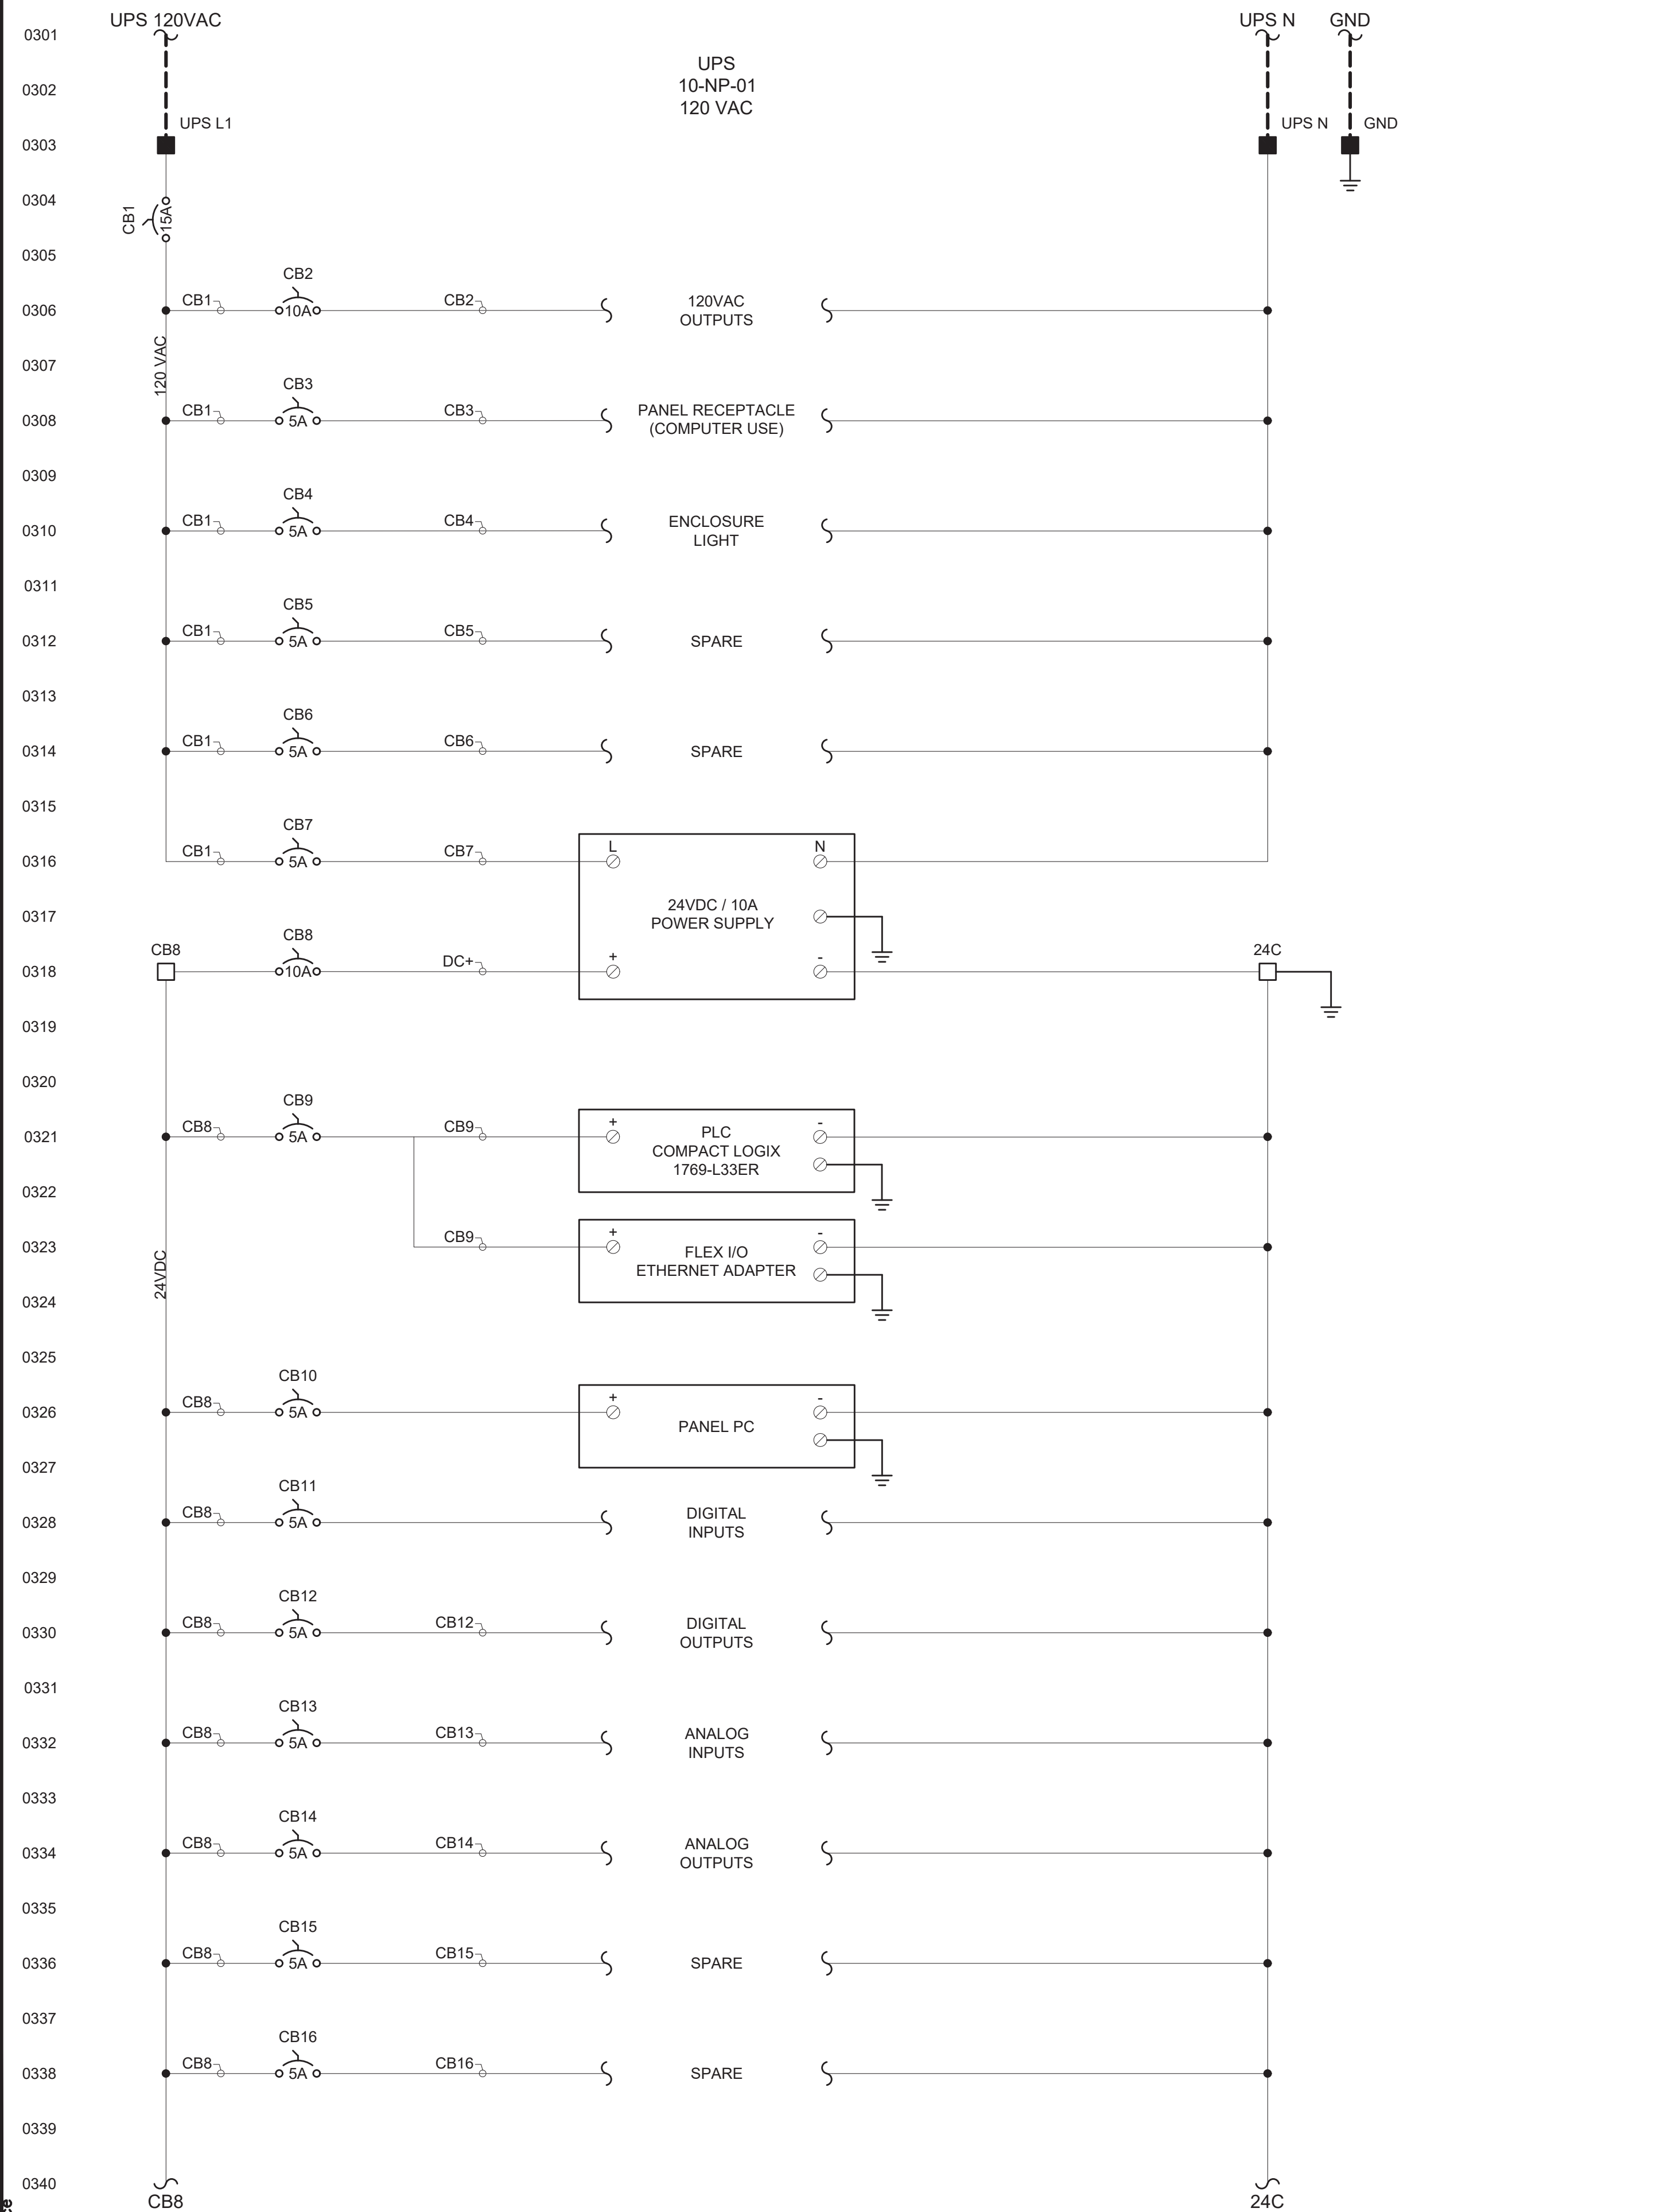 UPS 120VAC UPS N GND
0301
UPS
0302 10-NP-01
120 VAC
UPS L1 UPS N GND
0303
0304
CB1 15A
0305
CB2
0306 CB1 10A CB2 120VAC
OUTPUTS
120 VAC
0307
CB3
0308 CB1 5A CB3 PANEL RECEPTACLE
(COMPUTER USE)
0309
CB4
0310 CB1 5A CB4 ENCLOSURE
LIGHT
0311
CB5
0312 CB1 5A CB5 SPARE
0313
CB6
0314 CB1 5A CB6 SPARE
0315
CB7
0316 CB1 5A CB7 L N
0317 24VDC / 10A
POWER SUPPLY
CB8 CB8 24C
0318 10A DC+ + -
0319
0320
CB9
0321 CB8 5A CB9 + PLC -
COMPACT LOGIX
1769-L33ER
0322
0323 CB9 + FLEX I/O -
ETHERNET ADAPTER
24VDC
0324
0325
CB10
0326 CB8 5A + PANEL PC -
0327
CB11
0328 CB8 5A DIGITAL
INPUTS
0329
CB12
0330 CB8 5A CB12 DIGITAL
OUTPUTS
0331
CB13
0332 CB8 5A CB13 ANALOG
INPUTS
0333
CB14
0334 CB8 5A CB14 ANALOG
OUTPUTS
0335
CB15
0336 CB8 5A CB15 SPARE
0337
CB16
0338 CB8 5A CB16 SPARE
0339
0340
CB8 24C